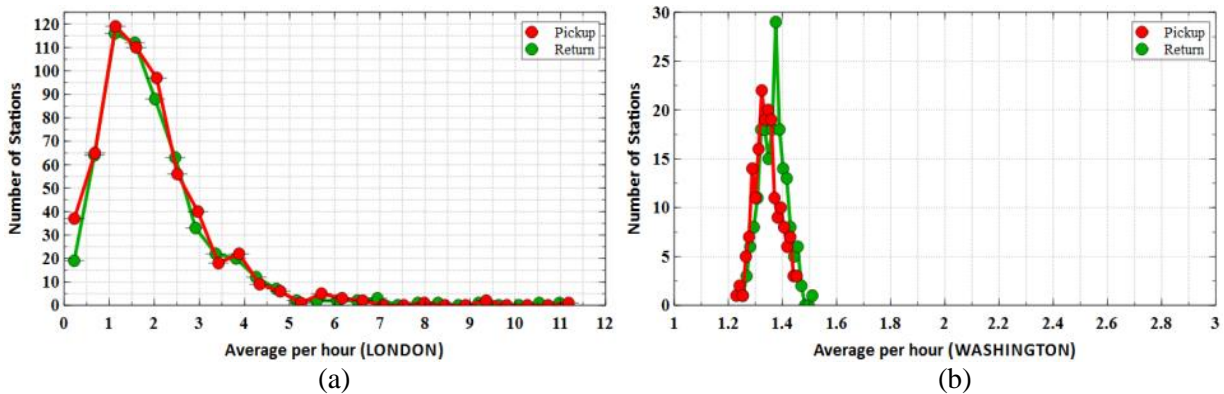 Number of Stations
120
110
100
90
80
70
60
50
40
30
20
10
0
0 1 2 3 4 5 6 7 8 9 10 11 12
Pickup
Return
Average per hour (LONDON)
(a)
Number of Stations
30
25
20
15
10
5
0
1 1.2 1.4 1.6 1.8 2 2.2 2.4 2.6 2.8 3
Pickup
Return
Average per hour (WASHINGTON)
(b)